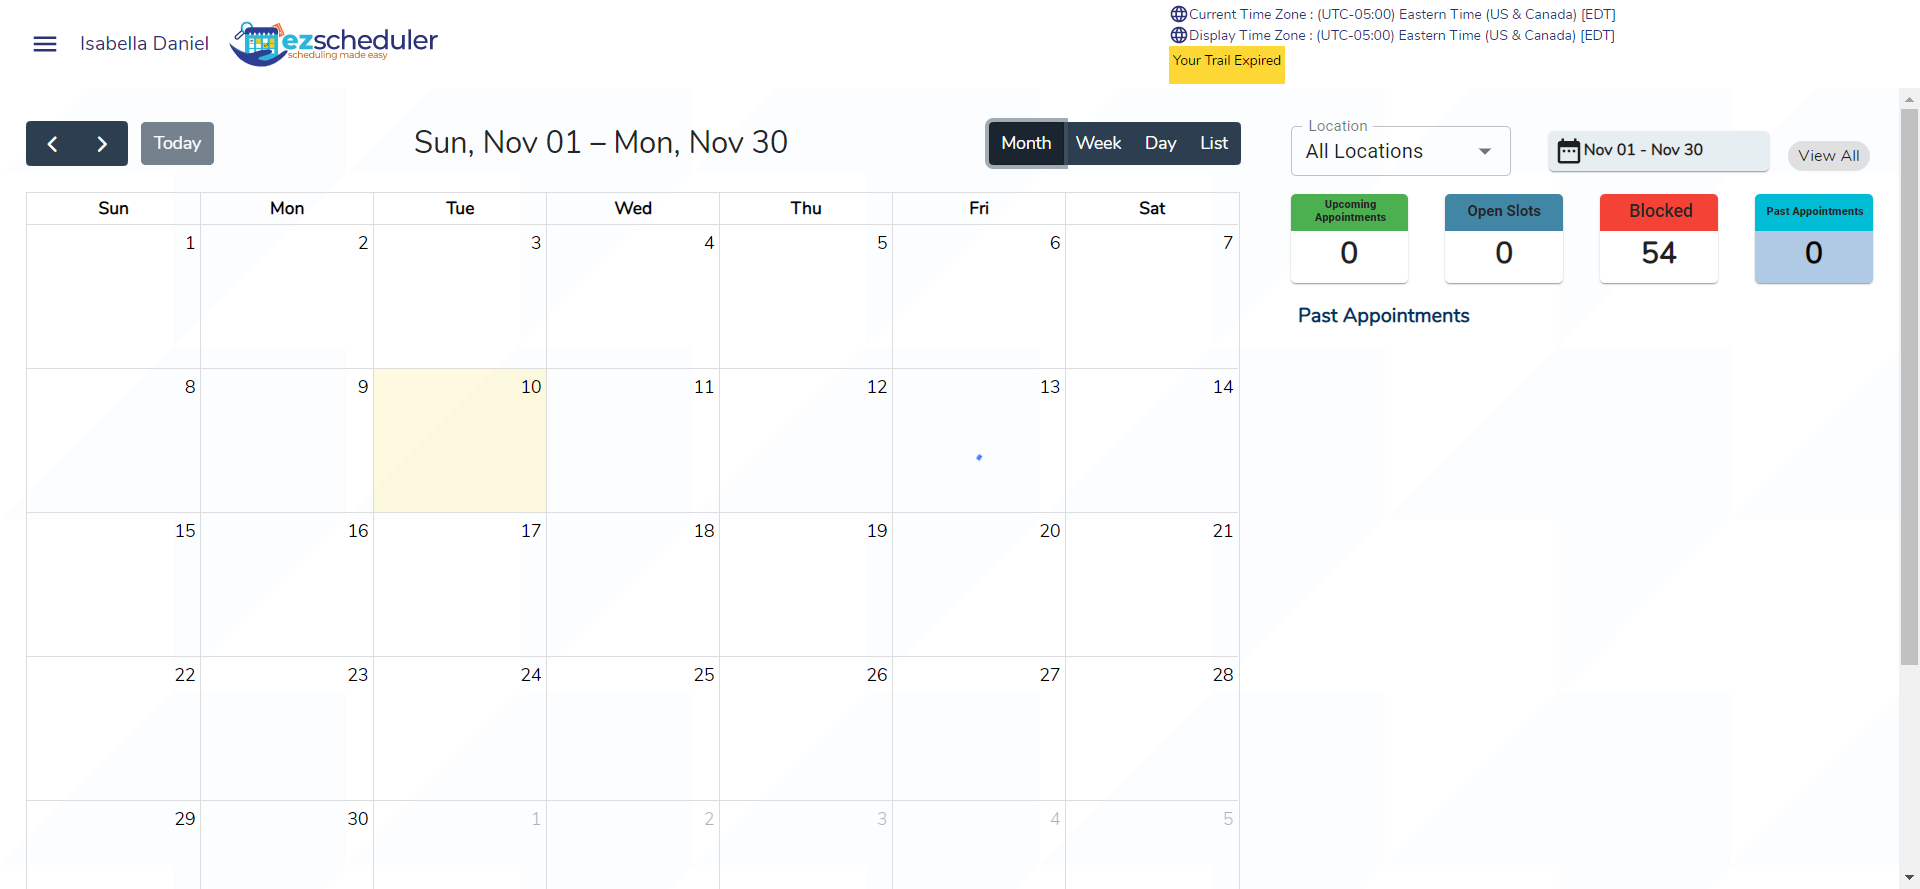 Isabella Daniel
ezscheduler
scheduling made easy
Current Time Zone : (UTC-05:00) Eastern Time (US & Canada) [EDT]
Display Time Zone : (UTC-05:00) Eastern Time (US & Canada) [EDT]
Your Trail Expired
Today
Sun, Nov 01 – Mon, Nov 30
Month Week Day List
Location
All Locations
Nov 01 - Nov 30
View All
Upcoming
Appointments
0
Open Slots
0
Blocked
54
Past Appointments
0
Past Appointments
Sun Mon Tue Wed Thu Fri Sat
1 2 3 4 5 6 7
8 9 10 11 12 13 14
15 16 17 18 19 20 21
22 23 24 25 26 27 28
29 30 1 2 3 4 5